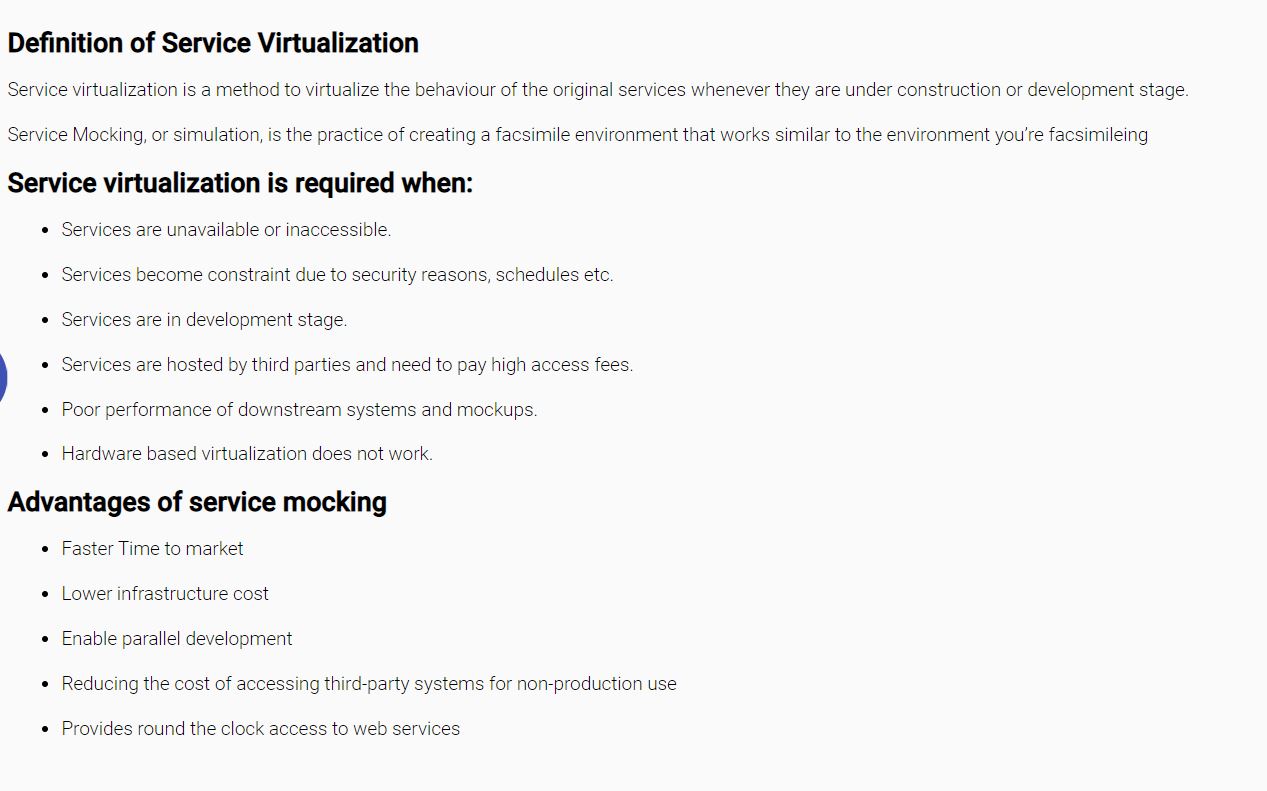 Definition of Service Virtualization
Service virtualization is a method to virtualize the behaviour of the original services whenever they are under construction or development stage.
Service Mocking, or simulation, is the practice of creating a facsimile environment that works similar to the environment you’re facsimileing
Service virtualization is required when:
• Services are unavailable or inaccessible.
• Services become constraint due to security reasons, schedules etc.
• Services are in development stage.
• Services are hosted by third parties and need to pay high access fees.
• Poor performance of downstream systems and mockups.
• Hardware based virtualization does not work.
Advantages of service mocking
• Faster Time to market
• Lower infrastructure cost
• Enable parallel development
• Reducing the cost of accessing third-party systems for non-production use
• Provides round the clock access to web services